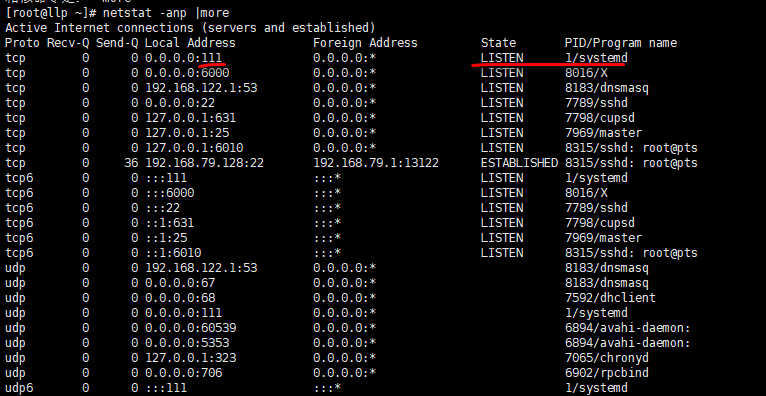 [root@llp ~]# netstat -anp |more
Active Internet connections (servers and established)
Proto Recv-Q Send-Q Local Address           Foreign Address         State       PID/Program name
tcp        0      0 0.0.0.0:111             0.0.0.0:*               LISTEN      1/systemd
tcp        0      0 0.0.0.0:6000            0.0.0.0:*               LISTEN      8016/X
tcp        0      0 192.168.122.1:53        0.0.0.0:*               LISTEN      8183/dnsmasq
tcp        0      0 0.0.0.0:22              0.0.0.0:*               LISTEN      7789/sshd
tcp        0      0 127.0.0.1:631           0.0.0.0:*               LISTEN      7798/cupsd
tcp        0      0 127.0.0.1:25            0.0.0.0:*               LISTEN      7969/master
tcp        0      0 127.0.0.1:6010          0.0.0.0:*               LISTEN      8315/sshd: root@pts
tcp        0     36 192.168.79.128:22       192.168.79.1:13122      ESTABLISHED 8315/sshd: root@pts
tcp6       0      0 :::111                  :::*                    LISTEN      1/systemd
tcp6       0      0 :::6000                 :::*                    LISTEN      8016/X
tcp6       0      0 :::22                   :::*                    LISTEN      7789/sshd
tcp6       0      0 ::1:631                 :::*                    LISTEN      7798/cupsd
tcp6       0      0 ::1:25                  :::*                    LISTEN      7969/master
tcp6       0      0 ::1:6010                :::*                    LISTEN      8315/sshd: root@pts
udp        0      0 192.168.122.1:53        0.0.0.0:*                           8183/dnsmasq
udp        0      0 0.0.0.0:67              0.0.0.0:*                           8183/dnsmasq
udp        0      0 0.0.0.0:68              0.0.0.0:*                           7592/dhclient
udp        0      0 0.0.0.0:111             0.0.0.0:*                           1/systemd
udp        0      0 0.0.0.0:60539           0.0.0.0:*                           6894/avahi-daemon:
udp        0      0 0.0.0.0:5353            0.0.0.0:*                           6894/avahi-daemon:
udp        0      0 127.0.0.1:323           0.0.0.0:*                           7065/chronyd
udp        0      0 0.0.0.0:706             0.0.0.0:*                           6902/rpcbind
udp6       0      0 :::111                  :::*                                1/systemd